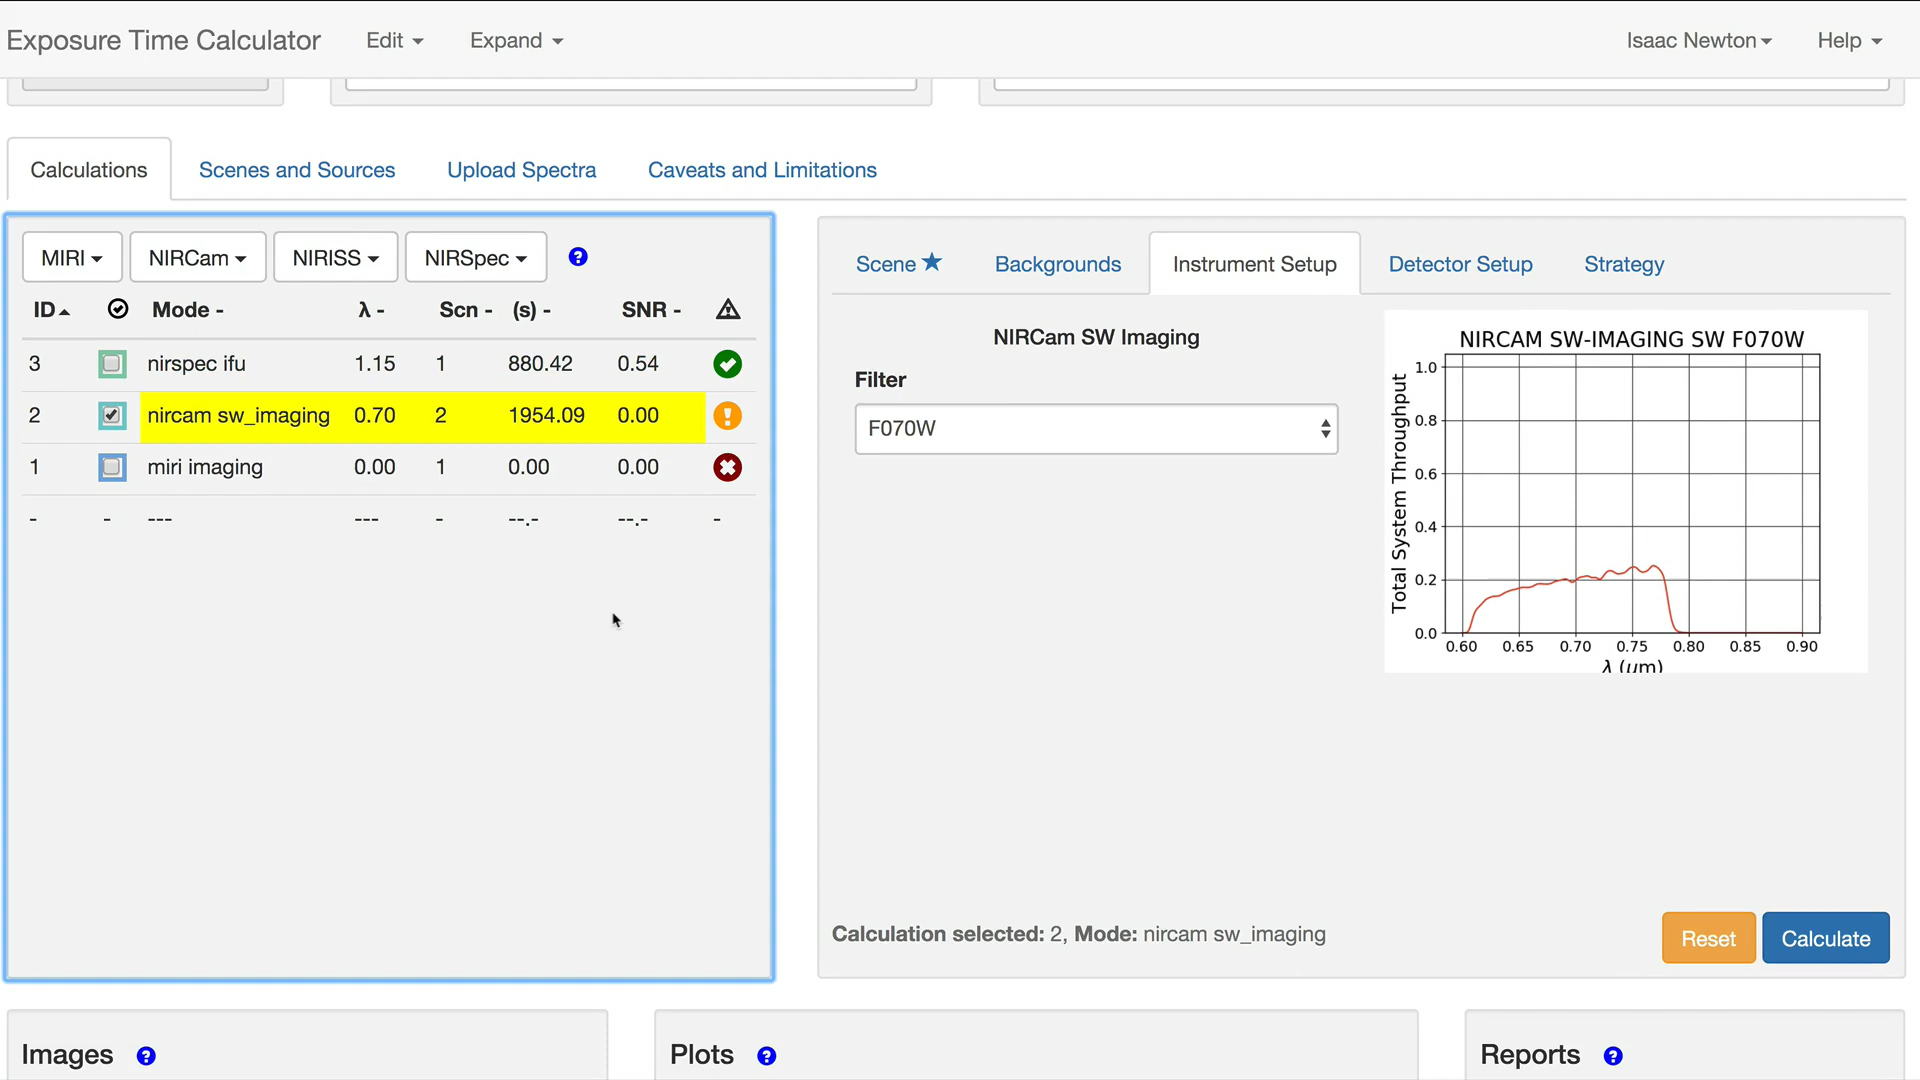 Exposure Time Calculator Edit Expand Isaac Newton Help
Calculations Scenes and Sources Upload Spectra Caveats and Limitations
MIRI NIRCam NIRISS NIRSpec ?
ID Mode - λ - Scn - (s) - SNR -
3 nirspec ifu 1.15 1 880.42 0.54
2 nircam sw_imaging 0.70 2 1954.09 0.00
1 miri imaging 0.00 1 0.00 0.00
- - --- --- - --.- --.- -
Scene Backgrounds Instrument Setup Detector Setup Strategy
NIRCam SW Imaging
Filter
F070W
NIRCAM SW-IMAGING SW F070W
Total System Throughput
1.0
0.8
0.6
0.4
0.2
0.0
0.60 0.65 0.70 0.75 0.80 0.85 0.90
λ (μm)
Calculation selected: 2, Mode: nircam sw_imaging
Reset Calculate
Images ?
Plots ?
Reports ?